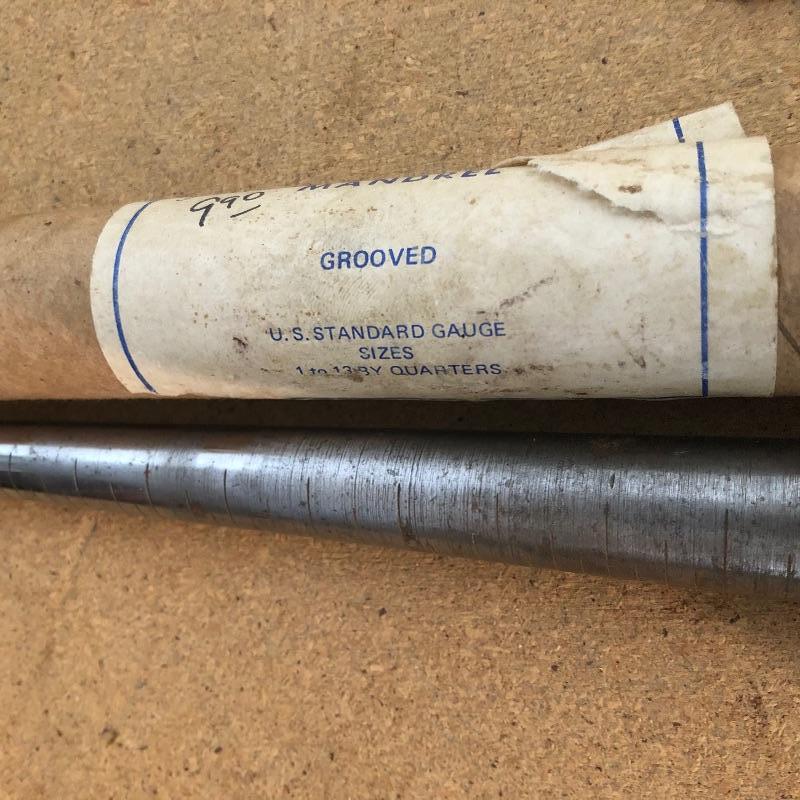 MANDREL
990
GROOVED
U.S. STANDARD GAUGE
SIZES
1 to 13 BY QUARTERS